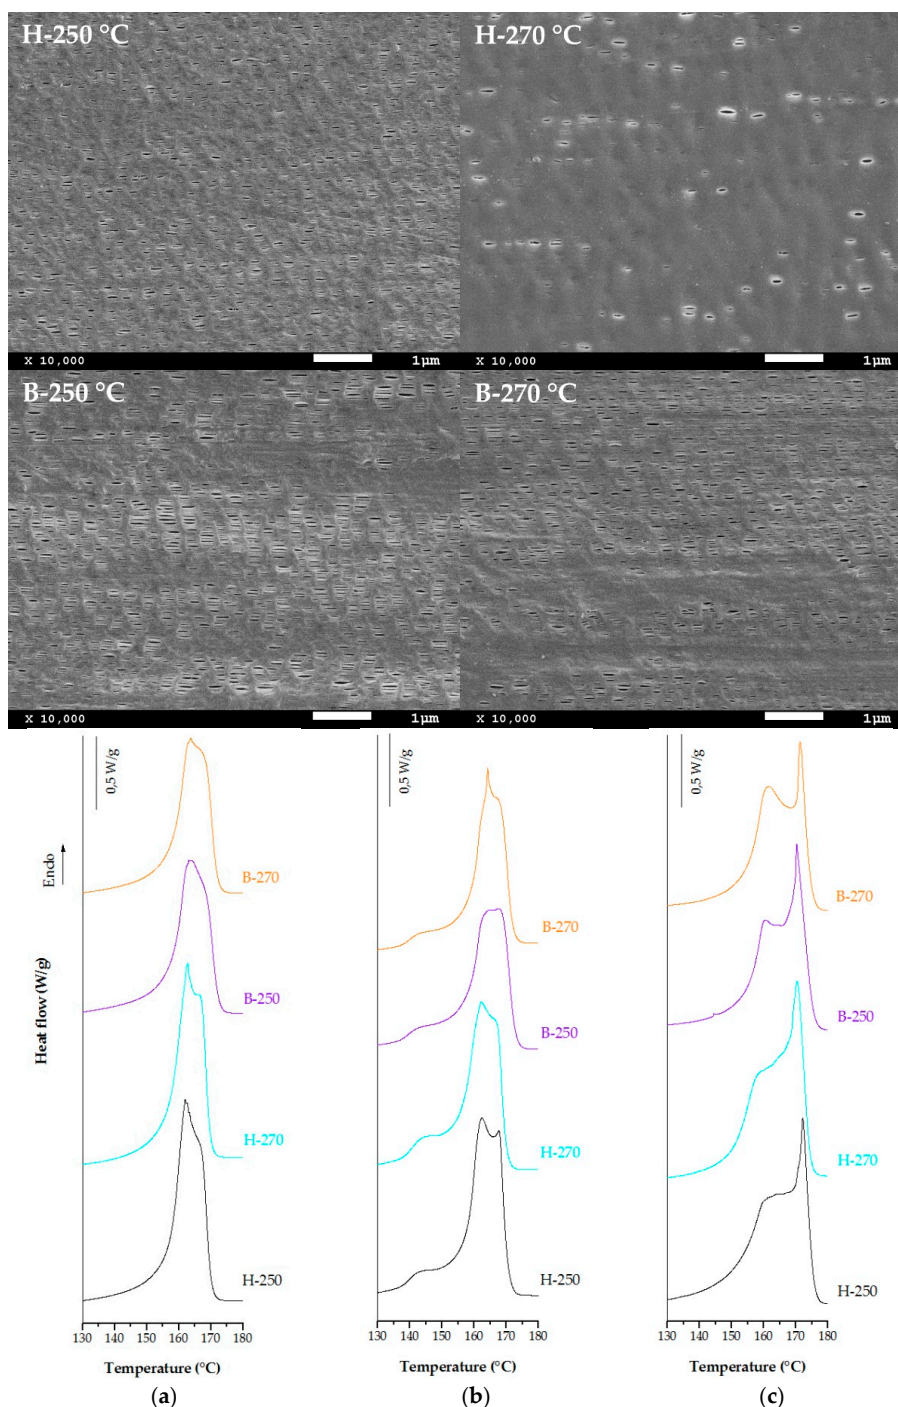 H-250 °C
H-270 °C
X 10,000 1µm
X 10,000 1µm
B-250 °C
B-270 °C
X 10,000 1µm
X 10,000 1µm
Heat flow (W/g)
Endo
0,5 W/g
B-270
B-250
H-270
H-250
130 140 150 160 170 180
Temperature (°C)
(a)
0,5 W/g
B-270
B-250
H-270
H-250
130 140 150 160 170 180
Temperature (°C)
(b)
0,5 W/g
B-270
B-250
H-270
H-250
130 140 150 160 170 180
Temperature (°C)
(c)